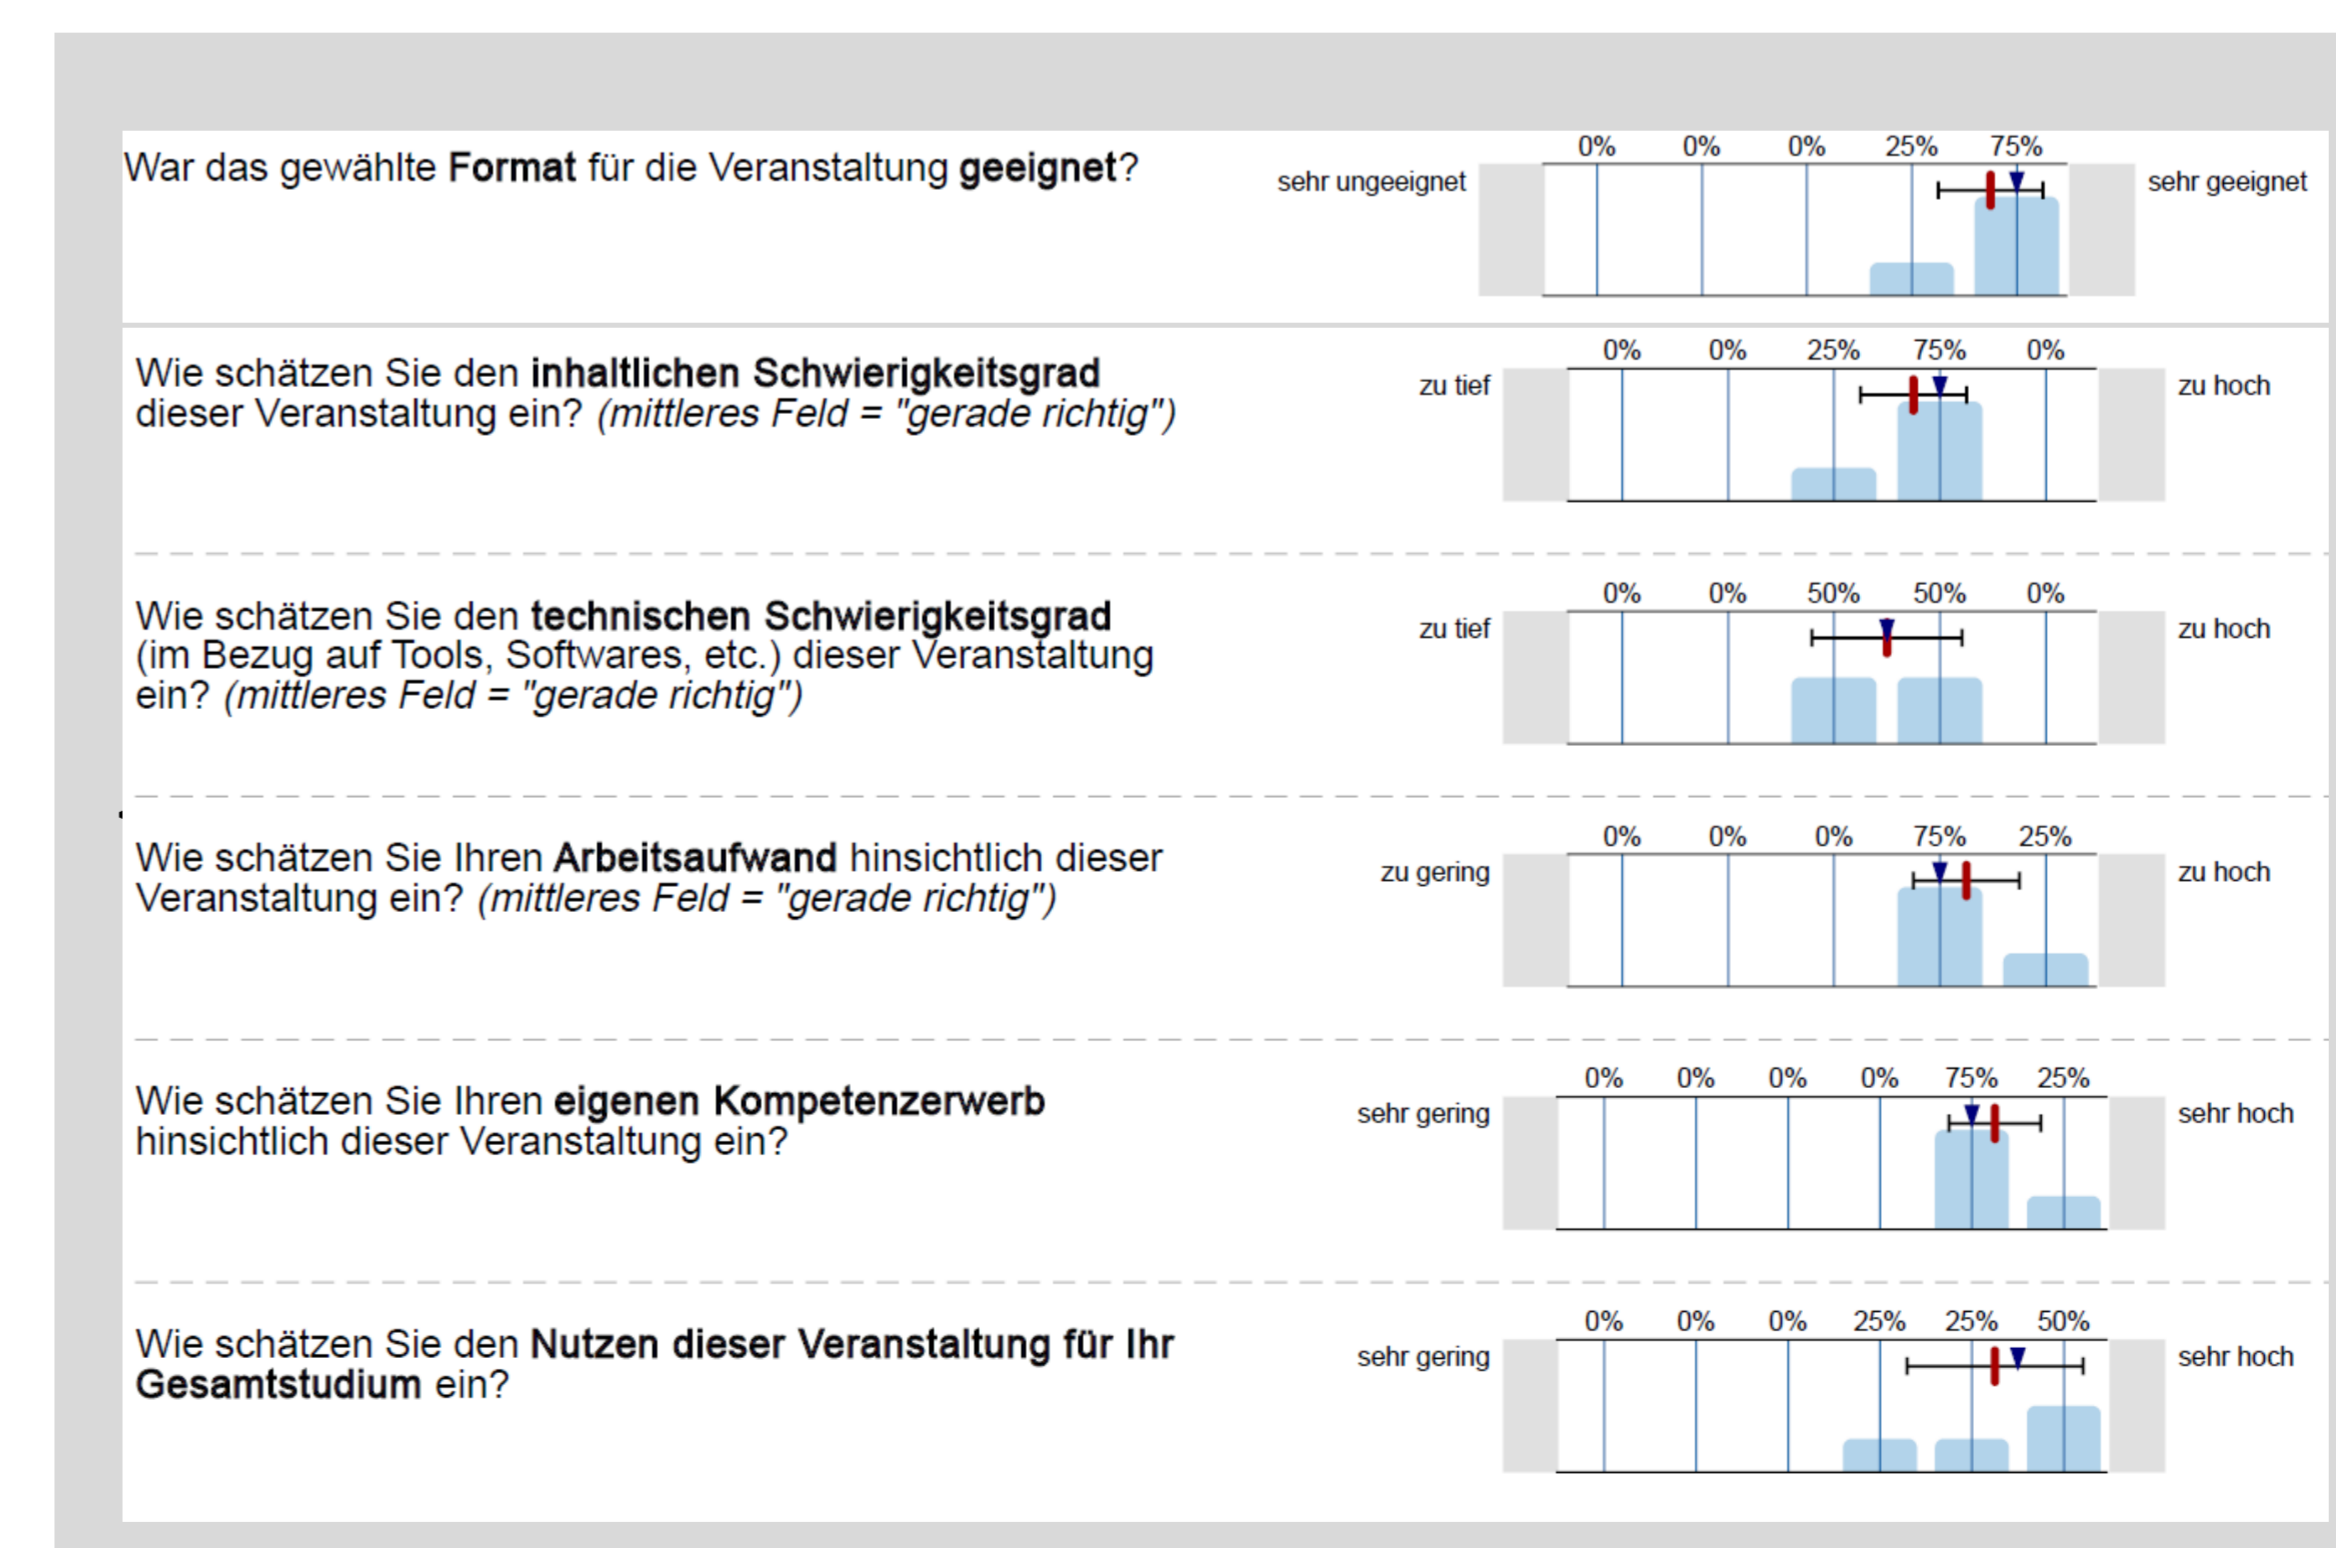 0% 0% 0% 25% 75%
War das gewählte Format für die Veranstaltung geeignet?
sehr ungeeignet
sehr geeignet
0% 0% 25% 75% 0%
Wie schätzen Sie den inhaltlichen Schwierigkeitsgrad
dieser Veranstaltung ein? (mittleres Feld = "gerade richtig")
zu tief
zu hoch
0% 0% 50% 50% 0%
Wie schätzen Sie den technischen Schwierigkeitsgrad
(im Bezug auf Tools, Softwares, etc.) dieser Veranstaltung
ein? (mittleres Feld = "gerade richtig")
zu tief
zu hoch
0% 0% 0% 75% 25%
Wie schätzen Sie Ihren Arbeitsaufwand hinsichtlich dieser
Veranstaltung ein? (mittleres Feld = "gerade richtig")
zu gering
zu hoch
0% 0% 0% 0% 75% 25%
Wie schätzen Sie Ihren eigenen Kompetenzerwerb
hinsichtlich dieser Veranstaltung ein?
sehr gering
sehr hoch
0% 0% 0% 25% 25% 50%
Wie schätzen Sie den Nutzen dieser Veranstaltung für Ihr
Gesamtstudium ein?
sehr gering
sehr hoch